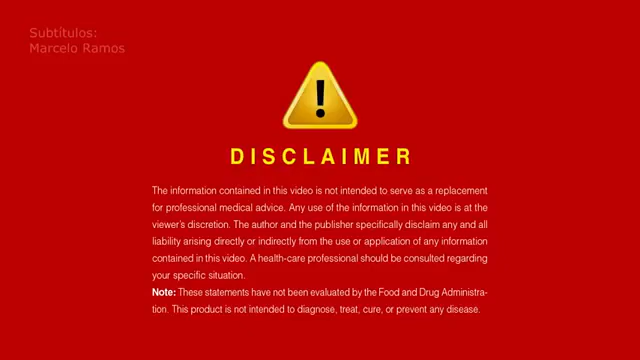 Subtítulos:
Marcelo Ramos
!
DISCLAIMER
The information contained in this video is not intended to serve as a replacement
for professional medical advice. Any use of the information in this video is at the
viewer's discretion. The author and the publisher specifically disclaim any and all
liability arising directly or indirectly from the use or application of any information
contained in this video. A health-care professional should be consulted regarding
your specific situation.
Note: These statements have not been evaluated by the Food and Drug Administra-
tion. This product is not intended to diagnose, treat, cure, or prevent any disease.